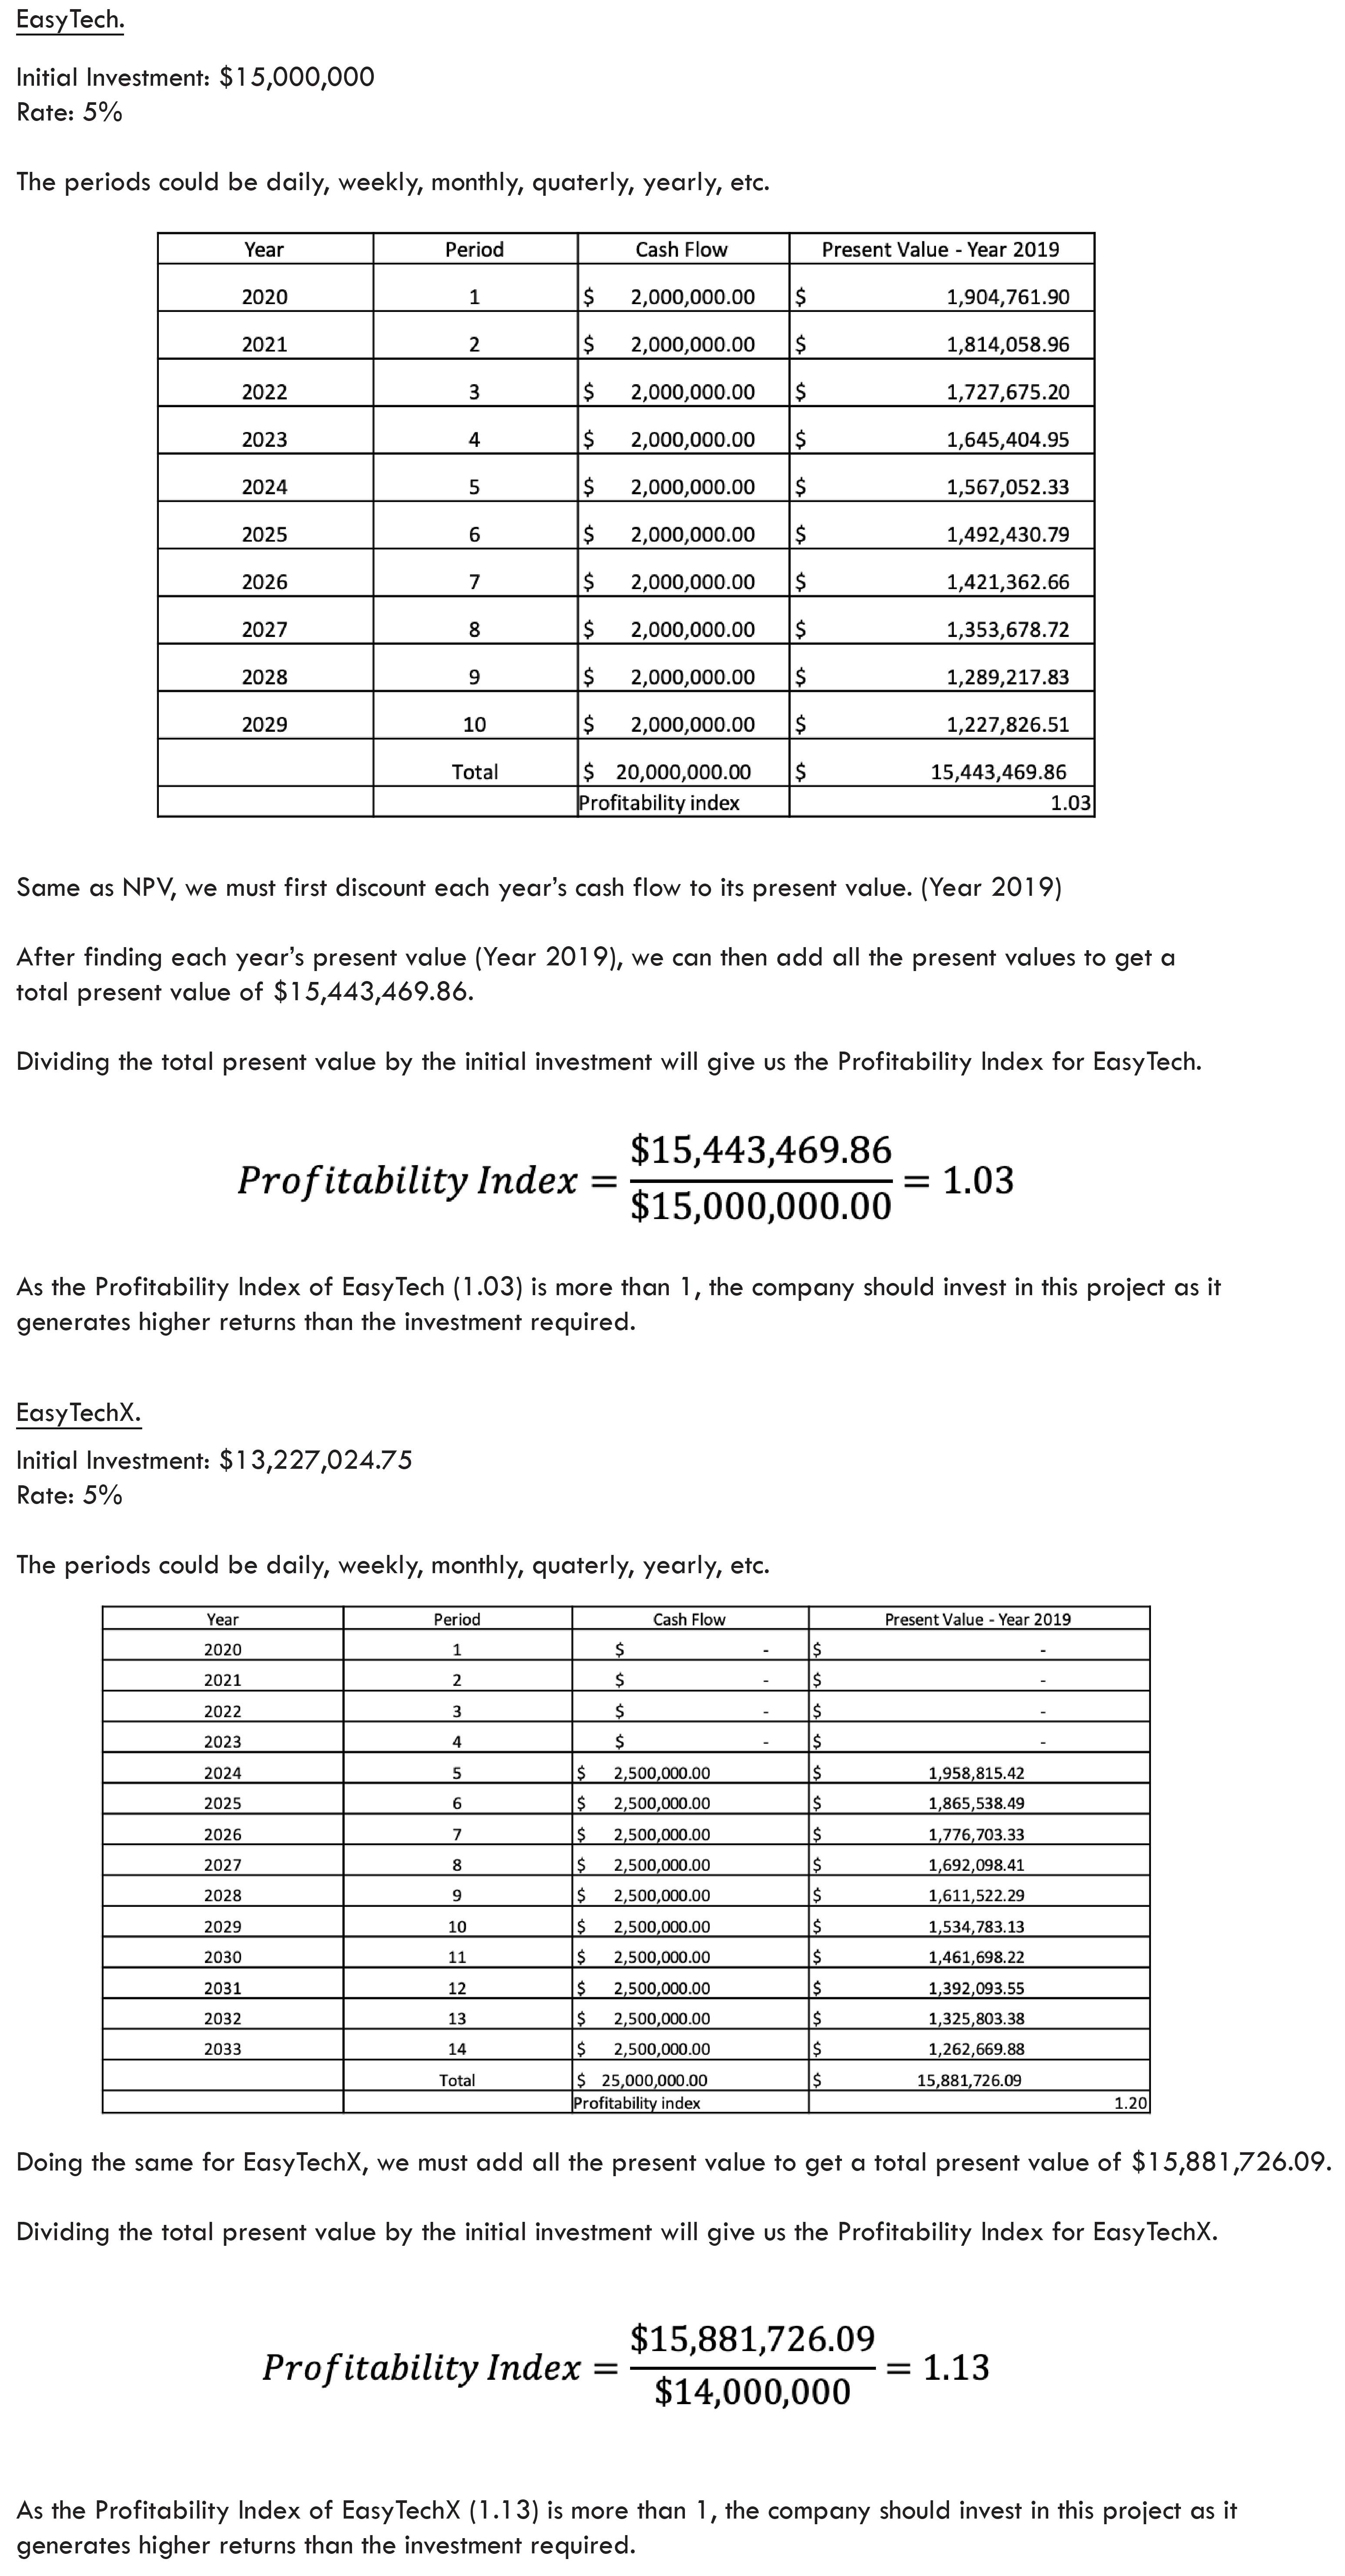 EasyTech.
Initial Investment: $15,000,000
Rate: 5%
The periods could be daily, weekly, monthly, quaterly, yearly, etc.
Year Period Cash Flow Present Value - Year 2019
2020 1 $ 2,000,000.00 $ 1,904,761.90
2021 2 $ 2,000,000.00 $ 1,814,058.96
2022 3 $ 2,000,000.00 $ 1,727,675.20
2023 4 $ 2,000,000.00 $ 1,645,404.95
2024 5 $ 2,000,000.00 $ 1,567,052.33
2025 6 $ 2,000,000.00 $ 1,492,430.79
2026 7 $ 2,000,000.00 $ 1,421,362.66
2027 8 $ 2,000,000.00 $ 1,353,678.72
2028 9 $ 2,000,000.00 $ 1,289,217.83
2029 10 $ 2,000,000.00 $ 1,227,826.51
Total $ 20,000,000.00 $ 15,443,469.86
Profitability index 1.03
Same as NPV, we must first discount each year’s cash flow to its present value. (Year 2019)
After finding each year’s present value (Year 2019), we can then add all the present values to get a
total present value of $15,443,469.86.
Dividing the total present value by the initial investment will give us the Profitability Index for EasyTech.
Profitability Index = $15,443,469.86 / $15,000,000.00 = 1.03
As the Profitability Index of EasyTech (1.03) is more than 1, the company should invest in this project as it
generates higher returns than the investment required.
EasyTechX.
Initial Investment: $13,227,024.75
Rate: 5%
The periods could be daily, weekly, monthly, quaterly, yearly, etc.
Year Period Cash Flow Present Value - Year 2019
2020 1 $ - $ -
2021 2 $ - $ -
2022 3 $ - $ -
2023 4 $ - $ -
2024 5 $ 2,500,000.00 $ 1,958,815.42
2025 6 $ 2,500,000.00 $ 1,865,538.49
2026 7 $ 2,500,000.00 $ 1,776,703.33
2027 8 $ 2,500,000.00 $ 1,692,098.41
2028 9 $ 2,500,000.00 $ 1,611,522.29
2029 10 $ 2,500,000.00 $ 1,534,783.13
2030 11 $ 2,500,000.00 $ 1,461,698.22
2031 12 $ 2,500,000.00 $ 1,392,093.55
2032 13 $ 2,500,000.00 $ 1,325,803.38
2033 14 $ 2,500,000.00 $ 1,262,669.88
Total $ 25,000,000.00 $ 15,881,726.09
Profitability index 1.20
Doing the same for EasyTechX, we must add all the present value to get a total present value of $15,881,726.09.
Dividing the total present value by the initial investment will give us the Profitability Index for EasyTechX.
Profitability Index = $15,881,726.09 / $14,000,000 = 1.13
As the Profitability Index of EasyTechX (1.13) is more than 1, the company should invest in this project as it
generates higher returns than the investment required.